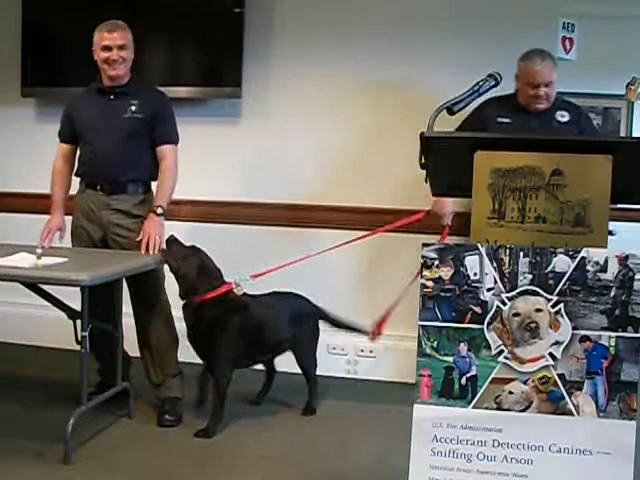 AED
U.S. Fire Administration
Accelerant Detection Canines —
Sniffing Out Arson
National Arson Awareness Week